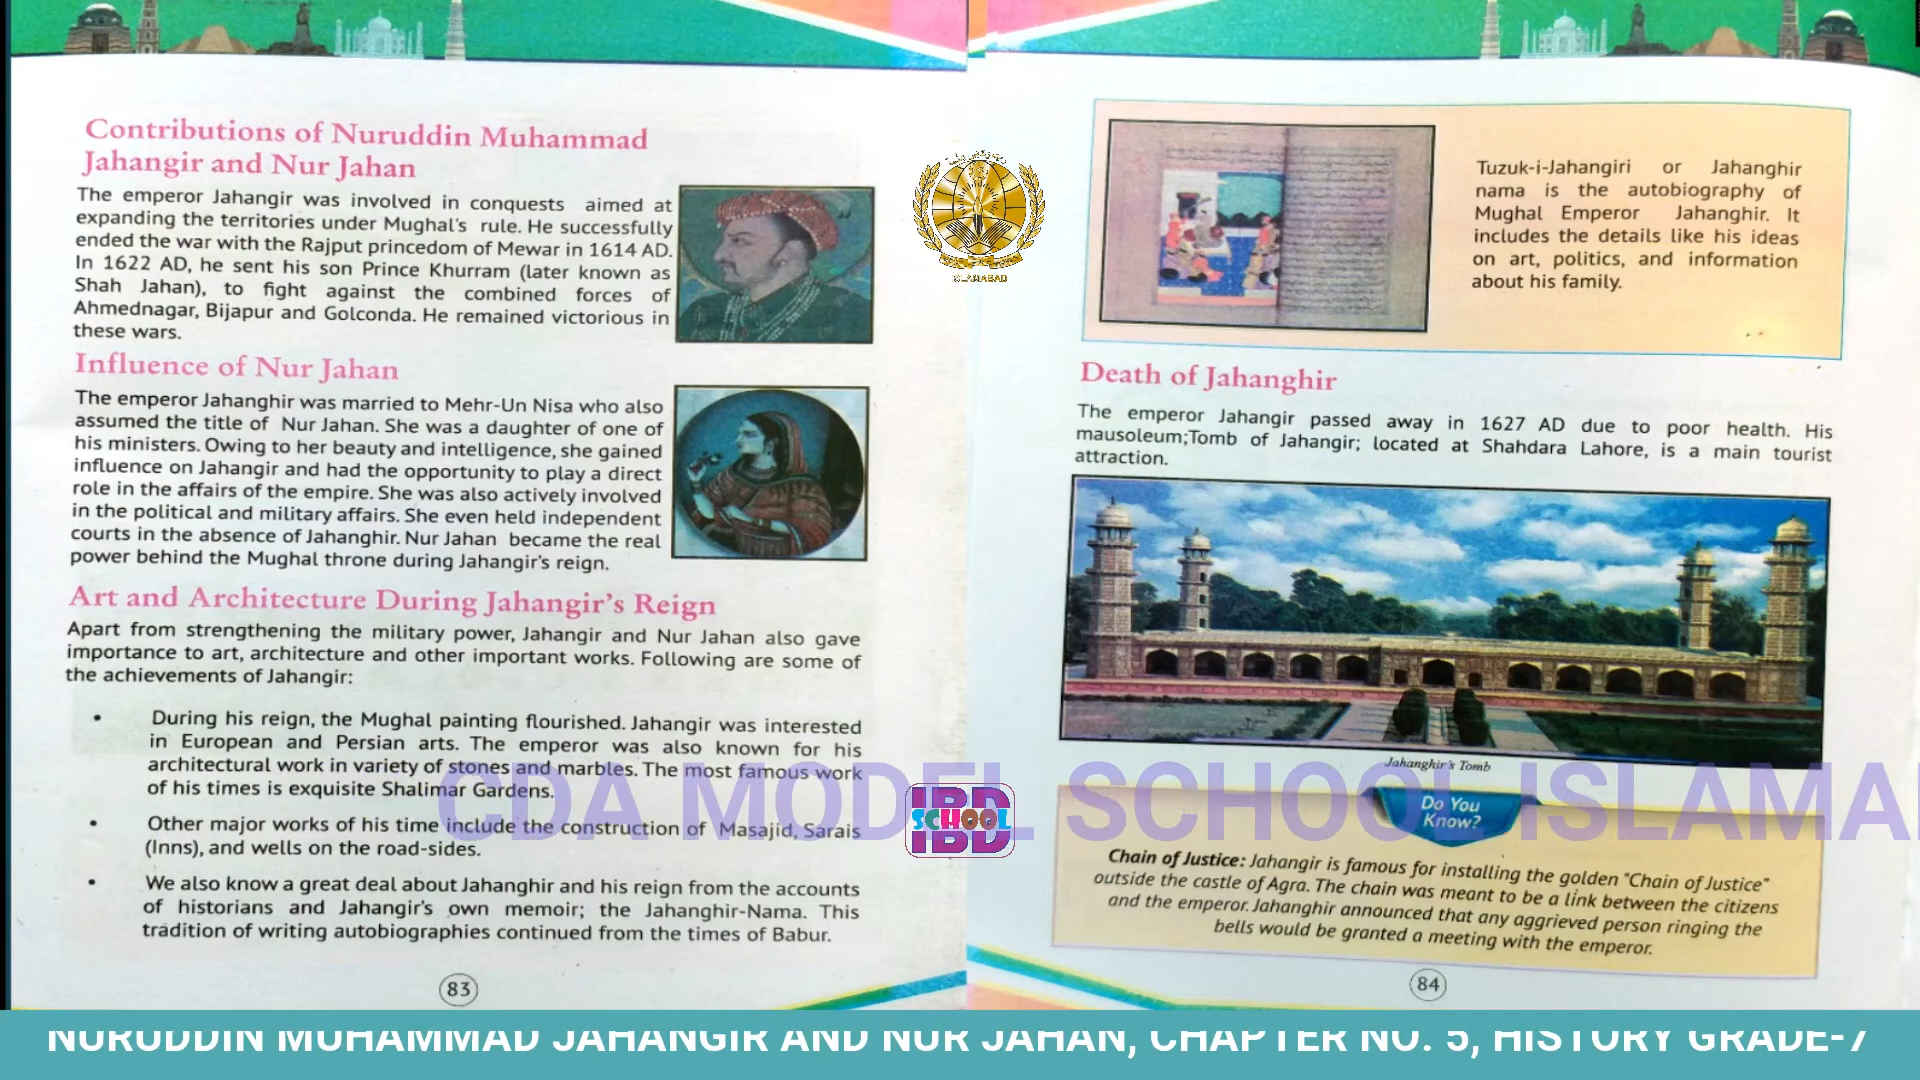 Contributions of Nuruddin Muhammad
Jahangir and Nur Jahan
The emperor Jahangir was involved in conquests aimed at
expanding the territories under Mughal's rule. He successfully
ended the war with the Rajput princedom of Mewar in 1614 AD.
In 1622 AD, he sent his son Prince Khurram (later known as
Shah Jahan), to fight against the combined forces of
Ahmednagar, Bijapur and Golconda. He remained victorious in
these wars.
Influence of Nur Jahan
The emperor Jahanghir was married to Mehr-Un Nisa who also
assumed the title of Nur Jahan. She was a daughter of one of
his ministers. Owing to her beauty and intelligence, she gained
influence on Jahangir and had the opportunity to play a direct
role in the affairs of the empire. She was also actively involved
in the political and military affairs. She even held independent
courts in the absence of Jahanghir. Nur Jahan became the real
power behind the Mughal throne during Jahangir's reign.
Art and Architecture During Jahangir's Reign
Apart from strengthening the military power, Jahangir and Nur Jahan also gave
importance to art, architecture and other important works. Following are some of
the achievements of Jahangir:
• During his reign, the Mughal painting flourished. Jahangir was interested
in European and Persian arts. The emperor was also known for his
architectural work in variety of stones and marbles. The most famous work
of his times is exquisite Shalimar Gardens.
• Other major works of his time include the construction of Masajid, Sarais
(Inns), and wells on the road-sides.
• We also know a great deal about Jahanghir and his reign from the accounts
of historians and Jahangir's own memoir; the Jahanghir-Nama. This
tradition of writing autobiographies continued from the times of Babur.
83
ISLAMABAD
Tuzuk-i-Jahangiri or Jahanghir
nama is the autobiography of
Mughal Emperor Jahanghir. It
includes the details like his ideas
on art, politics, and information
about his family.
Death of Jahanghir
The emperor Jahangir passed away in 1627 AD due to poor health. His
mausoleum;Tomb of Jahangir; located at Shahdara Lahore, is a main tourist
attraction.
Jahanghir's Tomb
CDA MODEL SCHOOL ISLAMA
IBD
SCHOOL
IBD
Do You
Know?
Chain of Justice: Jahangir is famous for installing the golden "Chain of Justice"
outside the castle of Agra. The chain was meant to be a link between the citizens
and the emperor. Jahanghir announced that any aggrieved person ringing the
bells would be granted a meeting with the emperor.
84
NURUDDIN MUHAMMAD JAHANGIR AND NUR JAHAN, CHAPTER NO. 5, HISTORY GRADE-7